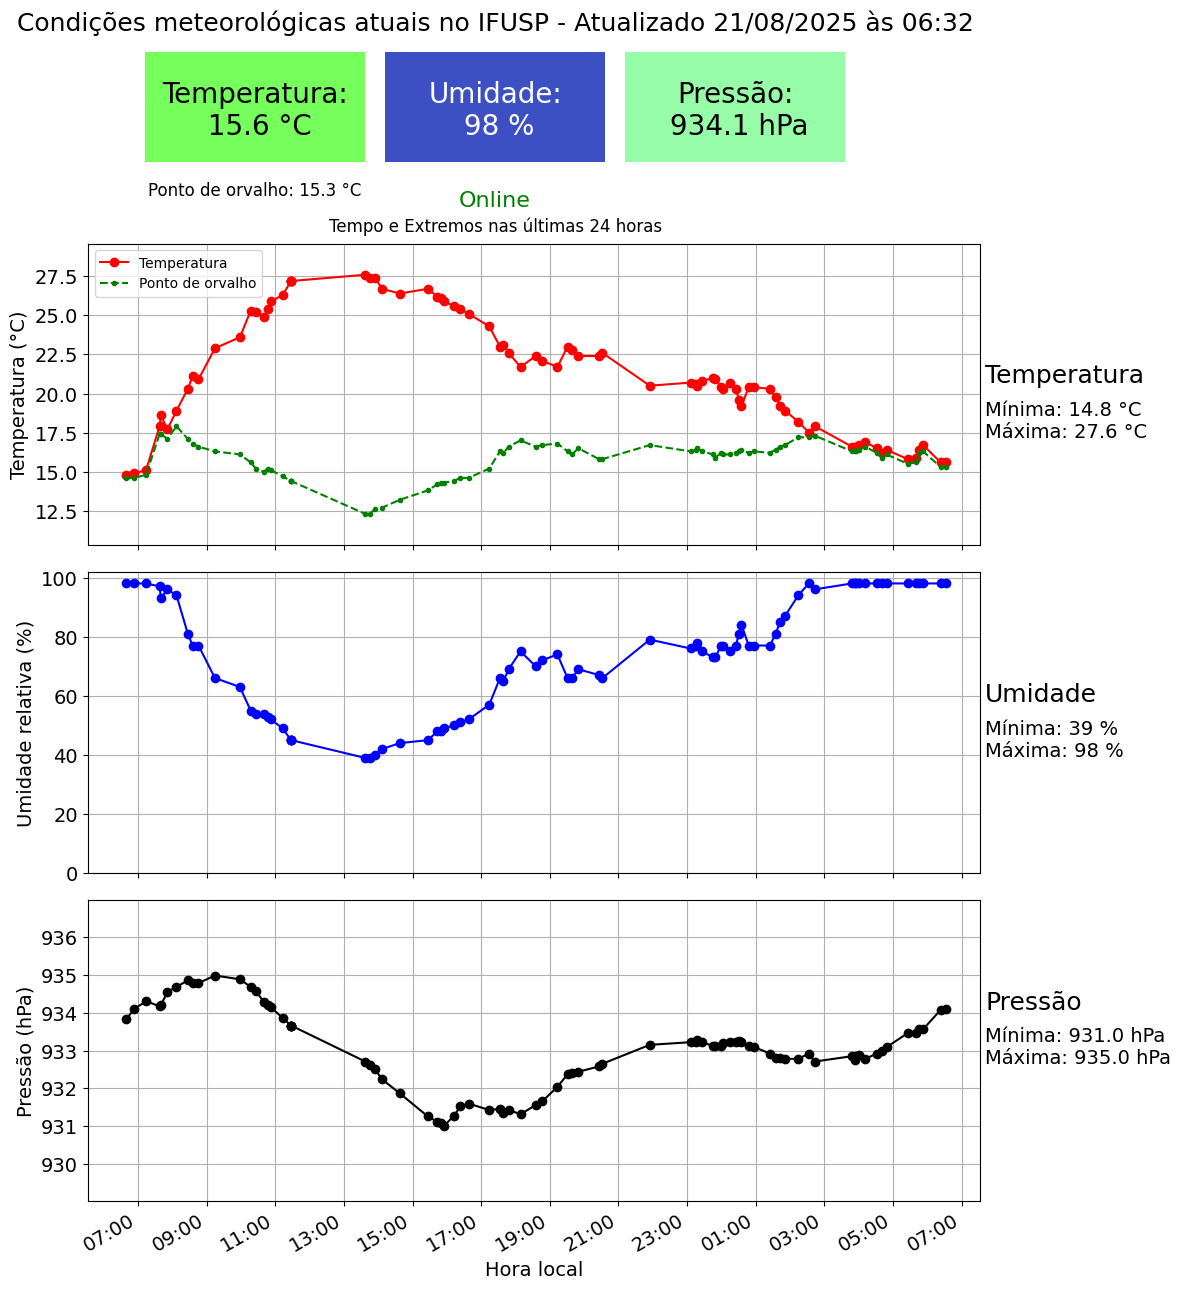 Condições meteorológicas atuais no IFUSP - Atualizado 21/08/2025 às 06:32
Temperatura:
15.6 °C
Umidade:
98 %
Pressão:
934.1 hPa
Ponto de orvalho: 15.3 °C
Online
Tempo e Extremos nas últimas 24 horas
Temperatura
Ponto de orvalho
Temperatura (°C)
27.5
25.0
22.5
20.0
17.5
15.0
12.5
Temperatura
Mínima: 14.8 °C
Máxima: 27.6 °C
Umidade relativa (%)
100
80
60
40
20
0
Umidade
Mínima: 39 %
Máxima: 98 %
Pressão (hPa)
936
935
934
933
932
931
930
Pressão
Mínima: 931.0 hPa
Máxima: 935.0 hPa
07:00 09:00 11:00 13:00 15:00 17:00 19:00 21:00 23:00 01:00 03:00 05:00 07:00
Hora local